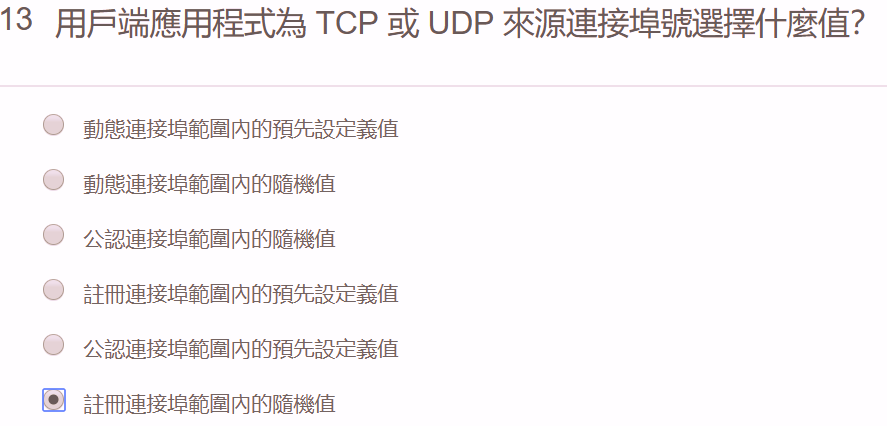 13 用戶端應用程式為 TCP 或 UDP 來源連接埠號選擇什麼值?
動態連接埠範圍內的預先設定義值
動態連接埠範圍內的隨機值
公認連接埠範圍內的隨機值
註冊連接埠範圍內的預先設定義值
公認連接埠範圍內的預先設定義值
註冊連接埠範圍內的隨機值